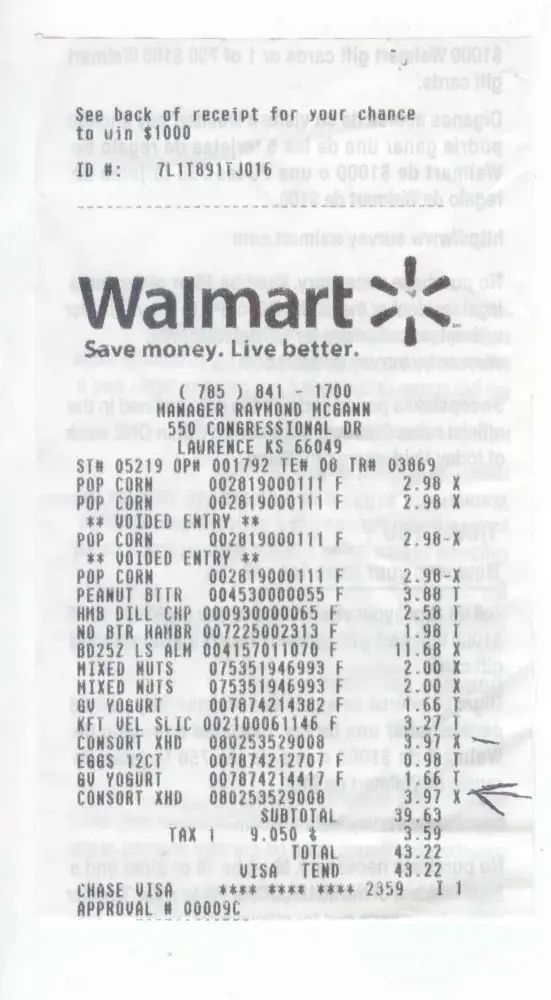 See back of receipt for your chance
to win $1000
ID #: 7L1T891TJ016
Walmart
Save money. Live better.
( 785 ) 841 - 1700
MANAGER RAYMOND MCGANN
550 CONGRESSIONAL DR
LAWRENCE KS 66049
ST# 05219 OP# 001792 TE# 08 TR# 03869
POP CORN 002819000111 F 2.98 X
POP CORN 002819000111 F 2.98 X
** VOIDED ENTRY **
POP CORN 002819000111 F 2.98-X
** VOIDED ENTRY **
POP CORN 002819000111 F 2.98-X
PEANUT BTTR 004530000055 F 3.88 T
HMB DILL CHP 000930000065 F 2.58 T
NO BTR HAMBR 007225002313 F 1.98 T
BD25Z LS ALM 004157011070 F 11.68 X
MIXED NUTS 075351946993 F 2.00 X
MIXED NUTS 075351946993 F 2.00 X
GV YOGURT 007874214382 F 1.66 T
KFT VEL SLIC 002100061146 F 3.27 T
CONSORT XHD 080253529008 3.97 X
EGGS 12CT 007874212707 F 0.98 T
GV YOGURT 007874214417 F 1.66 T
CONSORT XHD 080253529008 3.97 X
SUBTOTAL 39.63
TAX 1 9.050 % 3.59
TOTAL 43.22
VISA TEND 43.22
CHASE VISA **** **** **** 2359 I 1
APPROVAL # 00009C